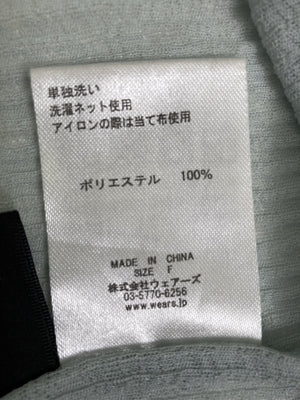 単独洗い
洗濯ネット使用
アイロンの際は当て布使用
ポリエステル 100%
MADE IN CHINA
SIZE F
株式会社ウェアーズ
03-5770-6256
www.wears.jp